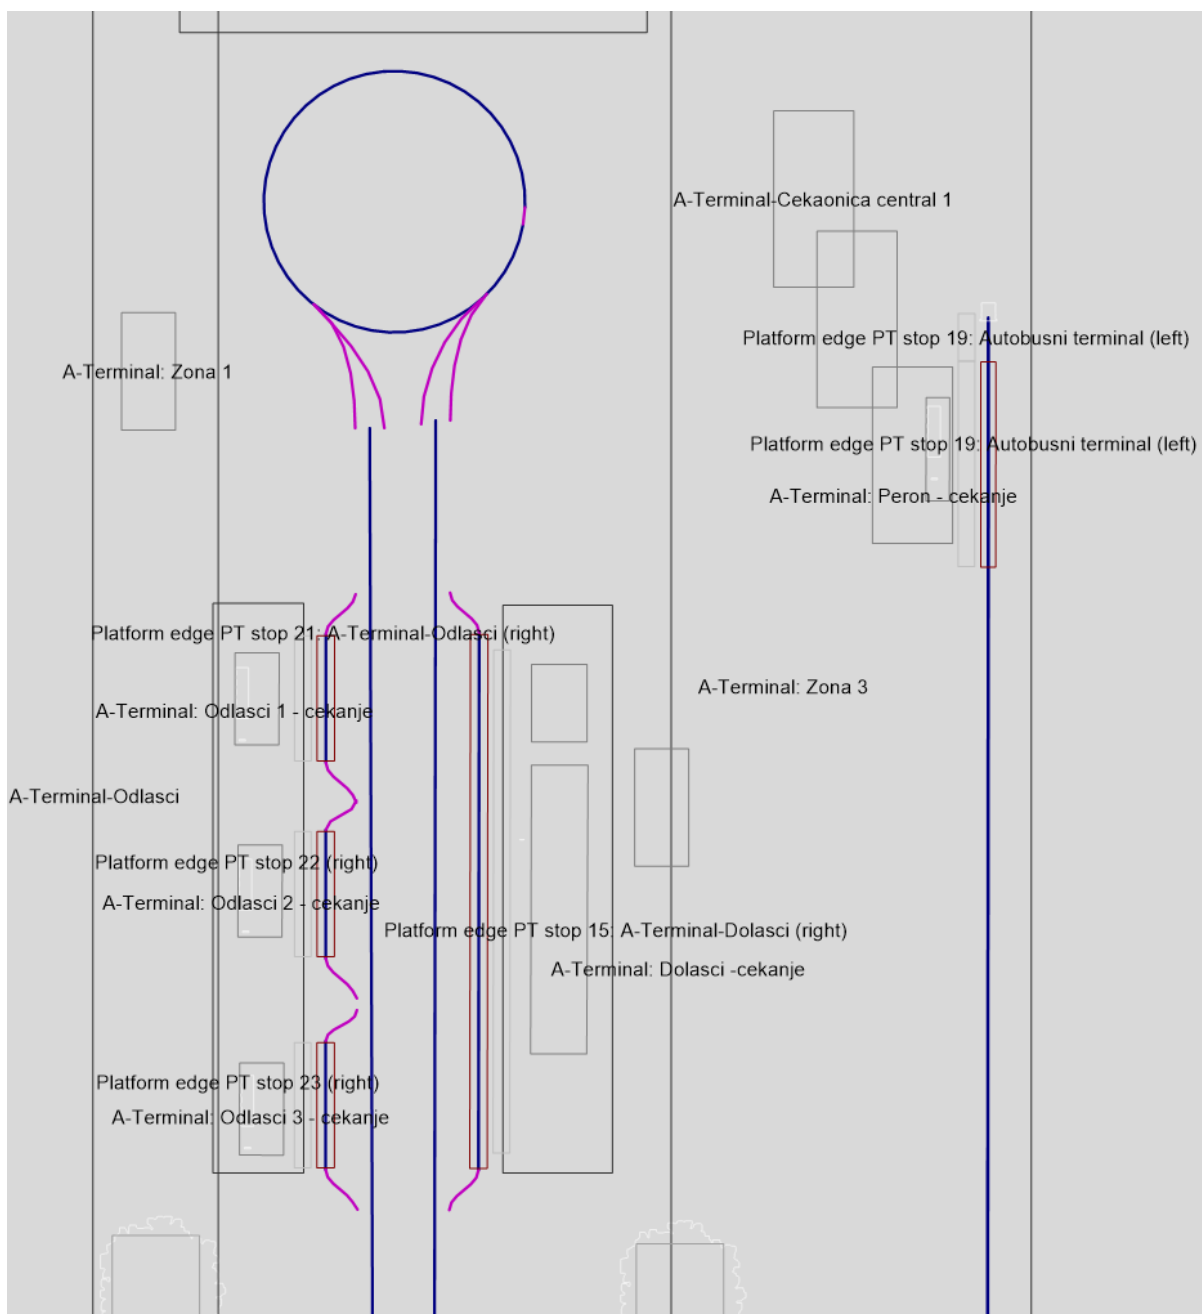 A-Terminal-Cekaonica central 1
Platform edge PT stop 19: Autobusni terminal (left)
A-Terminal: Zona 1
Platform edge PT stop 19: Autobusni terminal (left)
A-Terminal: Peron - cekanje
Platform edge PT stop 21: A-Terminal-Odlasci (right)
A-Terminal: Zona 3
A-Terminal: Odlasci 1 - cekanje
A-Terminal-Odlasci
Platform edge PT stop 22 (right)
A-Terminal: Odlasci 2 - cekanje
Platform edge PT stop 15: A-Terminal-Dolasci (right)
A-Terminal: Dolasci -cekanje
Platform edge PT stop 23 (right)
A-Terminal: Odlasci 3 - cekanje